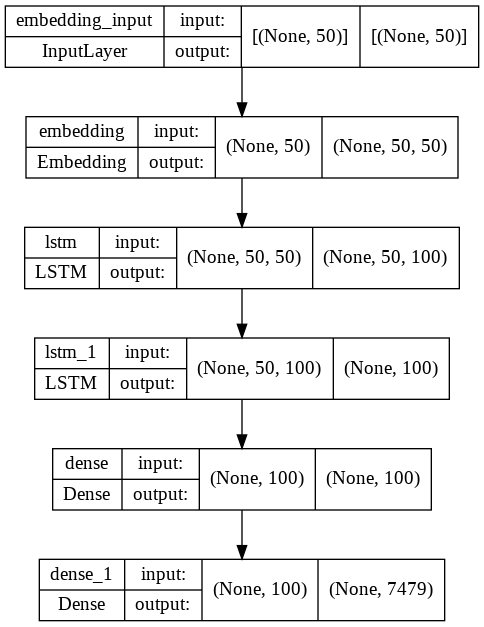 embedding_input input: [(None, 50)] [(None, 50)]
InputLayer output:
embedding input: (None, 50) (None, 50, 50)
Embedding output:
lstm input: (None, 50, 50) (None, 50, 100)
LSTM output:
lstm_1 input: (None, 50, 100) (None, 100)
LSTM output:
dense input: (None, 100) (None, 100)
Dense output:
dense_1 input: (None, 100) (None, 7479)
Dense output: